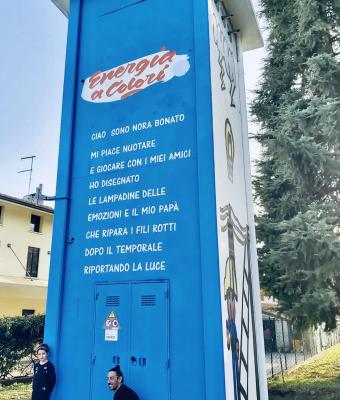 Energia
a Colori
CIAO SONO NORA BONATO
MI PIACE NUOTARE
E GIOCARE CON I MIEI AMICI
HO DISEGNATO
LE LAMPADINE DELLE
EMOZIONI E IL MIO PAPÀ
CHE RIPARA I FILI ROTTI
DOPO IL TEMPORALE
RIPORTANDO LA LUCE